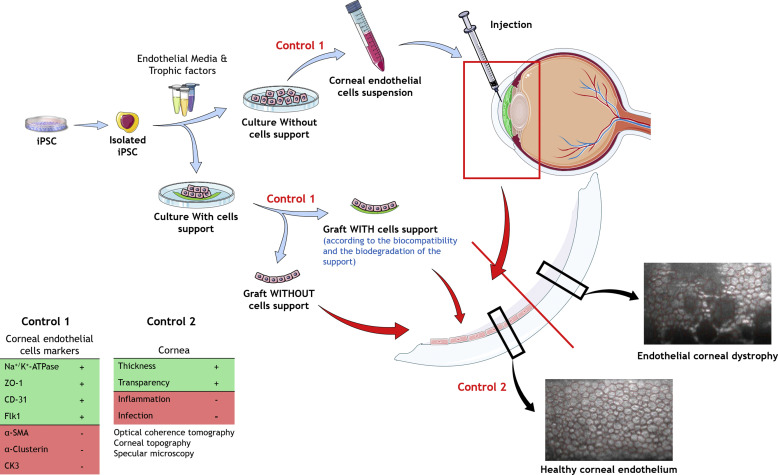 Control 1
Injection
Endothelial Media &
Trophic factors
Corneal endothelial
cells suspension
Culture Without
cells support
iPSC
Isolated
iPSC
Control 1
Culture With cells
support
Graft WITH cells support
(according to the biocompatibility
and the biodegradation of the
support)
Graft WITHOUT
cells support
Endothelial corneal dystrophy
Control 2
Healthy corneal endothelium
Control 1
Corneal endothelial
cells markers
Na+/K+-ATPase +
ZO-1 +
CD-31 +
Flk1 +
α-SMA -
α-Clusterin -
CK3 -
Control 2
Cornea
Thickness +
Transparency +
Inflammation -
Infection -
Optical coherence tomography
Corneal topography
Specular microscopy